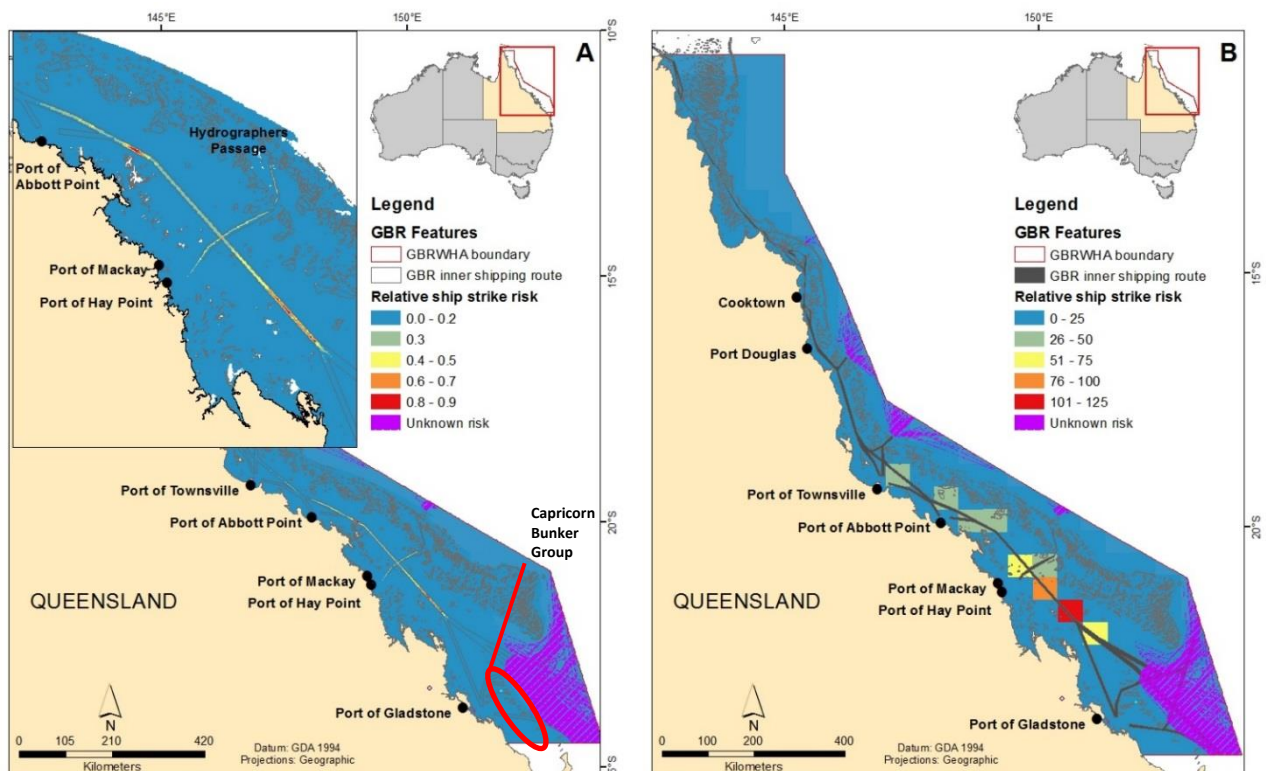 145°E
150°E
10°S
A
Hydrographers
Passage
Port of
Abbott Point
Port of Mackay
Port of Hay Point
Legend
GBR Features
GBRWHA boundary
GBR inner shipping route
Relative ship strike risk
0.0 - 0.2
0.3
0.4 - 0.5
0.6 - 0.7
0.8 - 0.9
Unknown risk
15°S
Port of Townsville
Port of Abbott Point
Capricorn
Bunker
Group
20°S
Port of Mackay
Port of Hay Point
QUEENSLAND
Port of Gladstone
N
0 105 210 420
Kilometers
Datum: GDA 1994
Projections: Geographic
5°S
145°E
150°E
B
Legend
GBR Features
GBRWHA boundary
GBR inner shipping route
Relative ship strike risk
0 - 25
26 - 50
51 - 75
76 - 100
101 - 125
Unknown risk
15°S
Cooktown
Port Douglas
Port of Townsville
Port of Abbott Point
20°S
Port of Mackay
Port of Hay Point
QUEENSLAND
Port of Gladstone
N
0 100 200 400
Kilometers
Datum: GDA 1994
Projections: Geographic